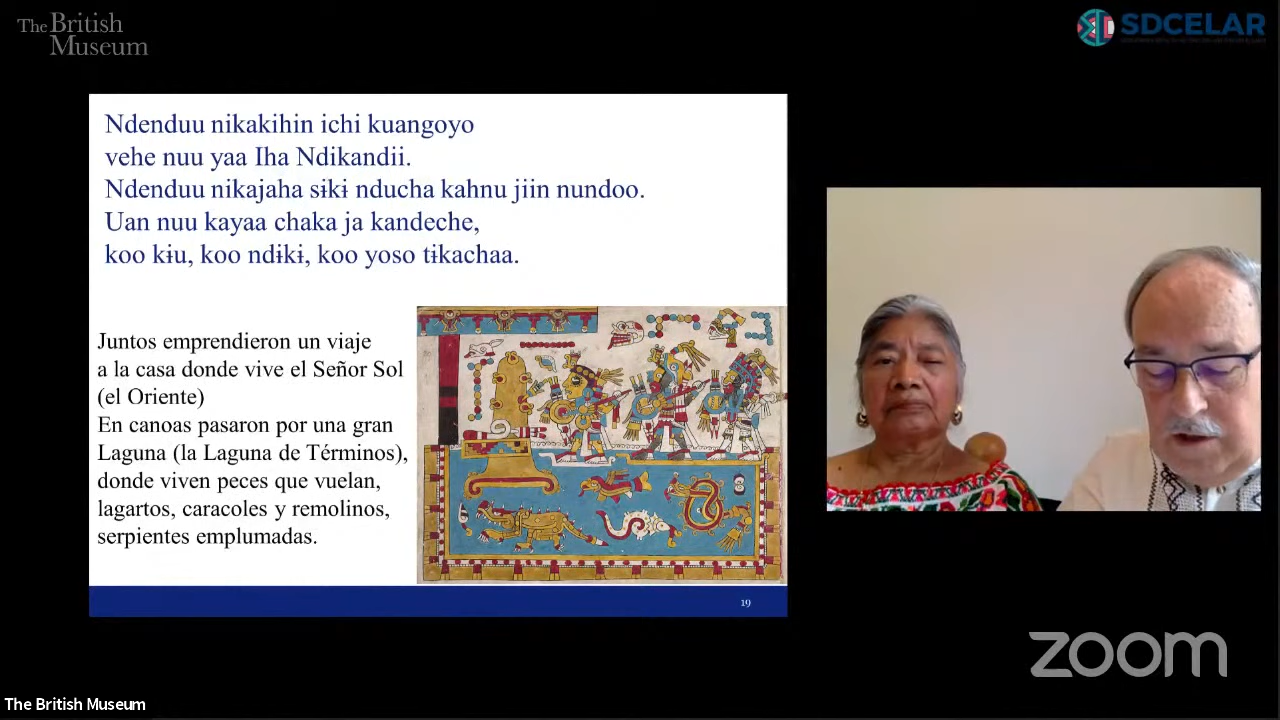 The British
Museum
SDCELAR
Ndenduu nikakihin ichi kuangoyo
vehe nuu yaa Iha Ndikandii.
Ndenduu nikajaha sɨkɨ nducha kahnu jiin nundoo.
Uan nuu kayaa chaka ja kandeche,
koo kɨu, koo ndɨkɨ, koo yoso tɨkachaa.
Juntos emprendieron un viaje
a la casa donde vive el Señor Sol
(el Oriente)
En canoas pasaron por una gran
Laguna (la Laguna de Términos),
donde viven peces que vuelan,
lagartos, caracoles y remolinos,
serpientes emplumadas.
19
zoom
The British Museum